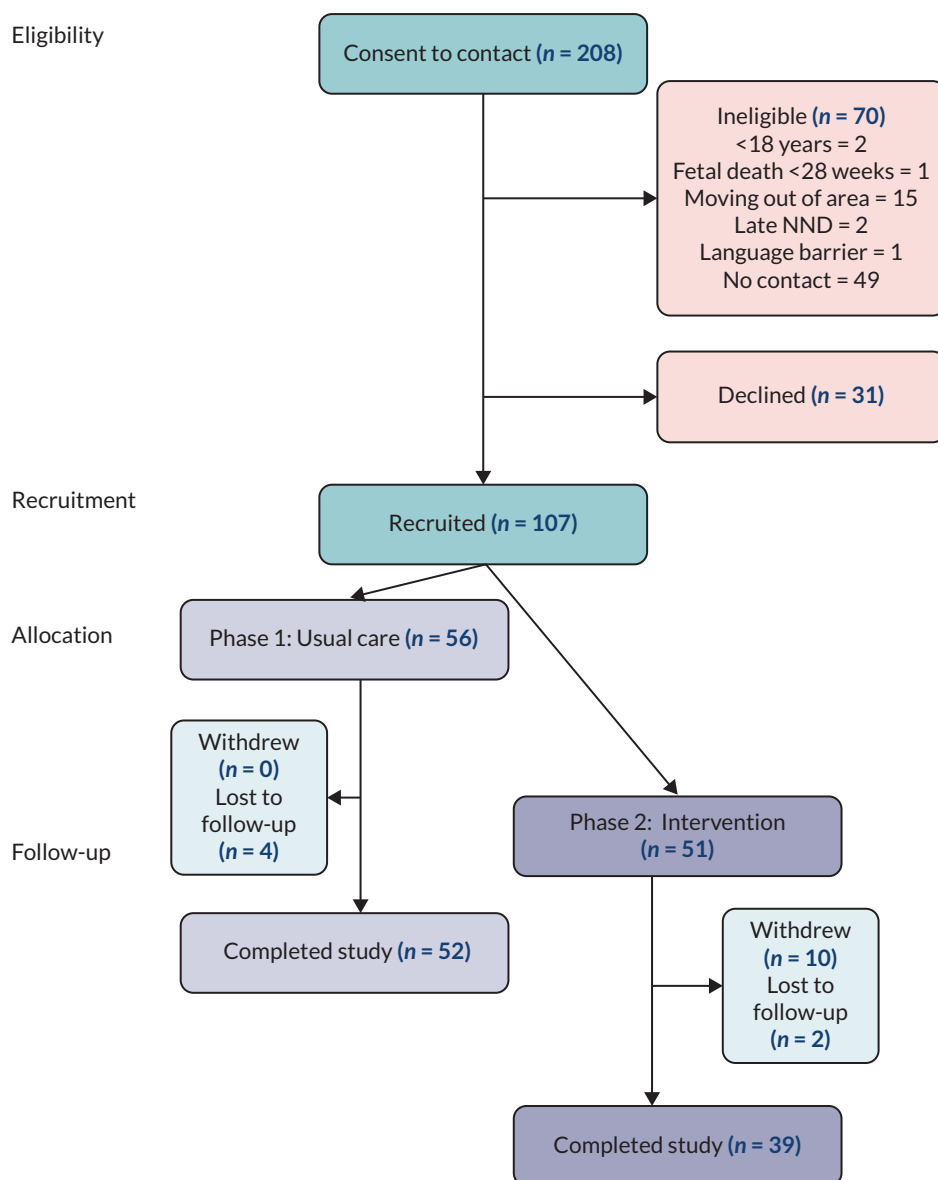 Eligibility
Consent to contact (n = 208)
Ineligible (n = 70)
<18 years = 2
Fetal death <28 weeks = 1
Moving out of area = 15
Late NND = 2
Language barrier = 1
No contact = 49
Declined (n = 31)
Recruitment
Recruited (n = 107)
Allocation
Phase 1: Usual care (n = 56)
Withdrew
(n = 0)
Lost to
follow-up
(n = 4)
Phase 2: Intervention
(n = 51)
Follow-up
Completed study (n = 52)
Withdrew
(n = 10)
Lost to
follow-up
(n = 2)
Completed study (n = 39)